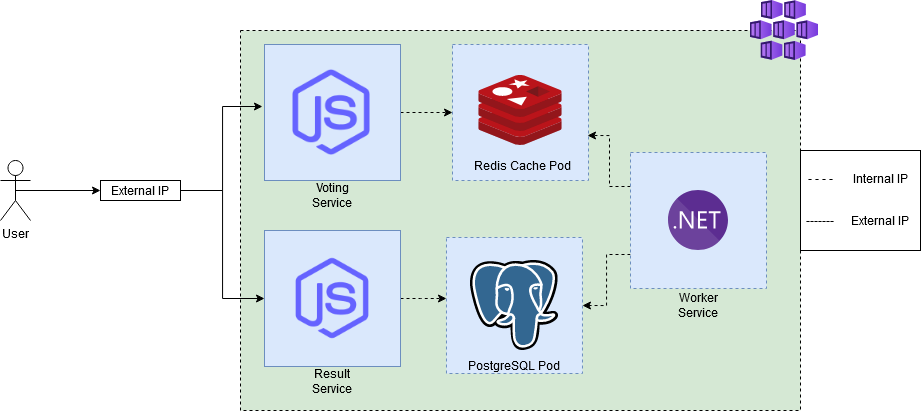 JS
Redis Cache Pod
External IP
Voting
Service
.NET
Internal IP
External IP
User
JS
Worker
Service
PostgreSQL Pod
Result
Service